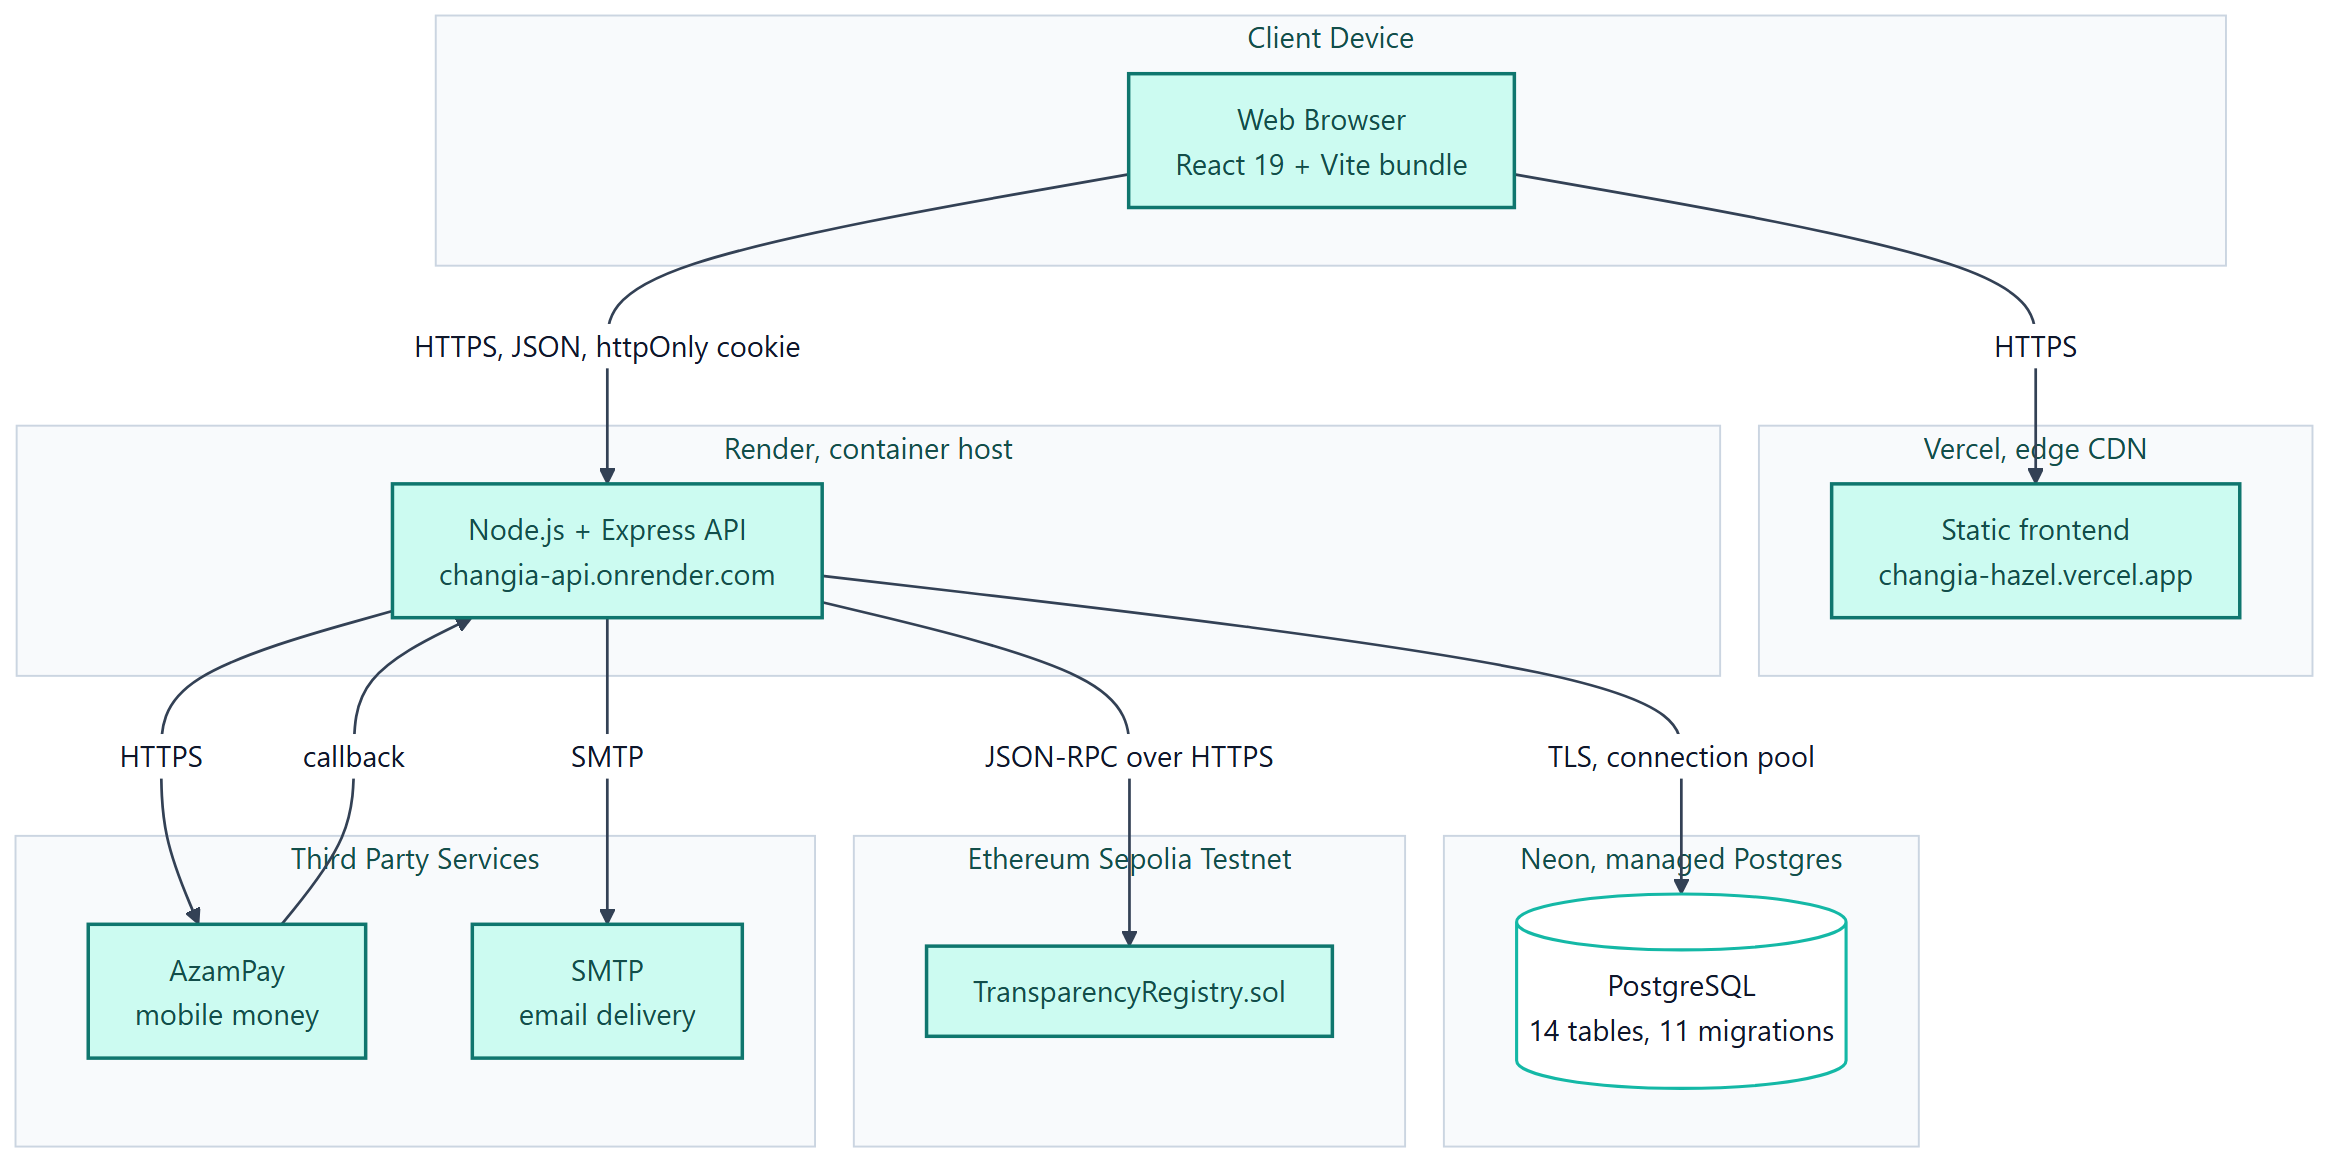 Client Device
Web Browser
React 19 + Vite bundle
HTTPS, JSON, httpOnly cookie
HTTPS
Render, container host
Vercel, edge CDN
Node.js + Express API
changia-api.onrender.com
Static frontend
changia-hazel.vercel.app
HTTPS
callback
SMTP
JSON-RPC over HTTPS
TLS, connection pool
Third Party Services
Ethereum Sepolia Testnet
Neon, managed Postgres
AzamPay
mobile money
SMTP
email delivery
TransparencyRegistry.sol
PostgreSQL
14 tables, 11 migrations